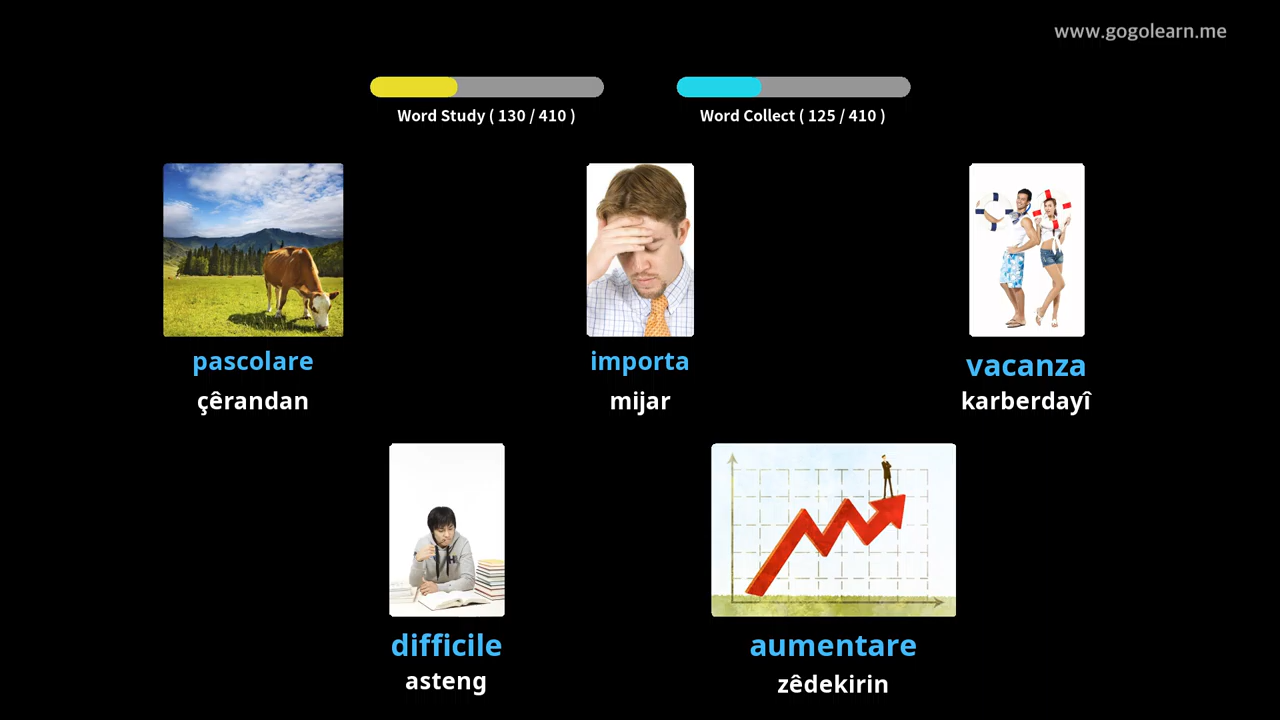 www.gogolearn.me
Word Study ( 130 / 410 )
Word Collect ( 125 / 410 )
pascolare
çêrandan
importa
mijar
vacanza
karberdayî
difficile
asteng
aumentare
zêdekirin